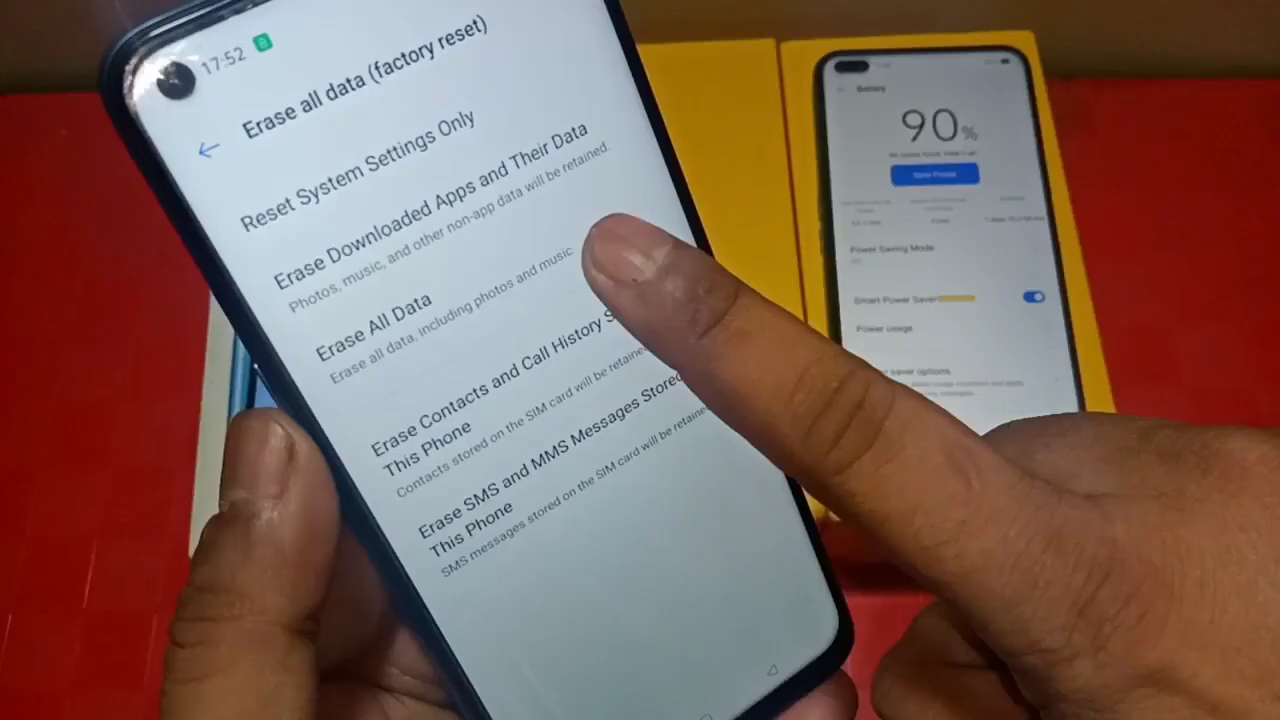 17:52
Erase all data (factory reset)
Reset System Settings Only
Erase Downloaded Apps and Their Data
Photos, music, and other non-app data will be retained.
Erase All Data
Erase all data, including photos and music
Erase Contacts and Call History
This Phone
Contacts stored on the SIM card will be
Erase SMS and MMS Messages Stored
This Phone
SMS messages stored on the SIM card will be
Battery
90%
Power Saving Mode
Smart Power Saver
Power usage
saver options